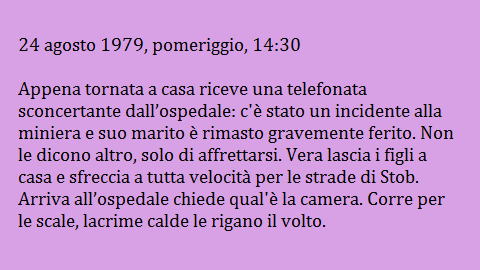 24 agosto 1979, pomeriggio, 14:30
Appena tornata a casa riceve una telefonata
sconcertante dall’ospedale: c'è stato un incidente alla
miniera e suo marito è rimasto gravemente ferito. Non
le dicono altro, solo di affrettarsi. Vera lascia i figli a
casa e sfreccia a tutta velocità per le strade di Stob.
Arriva all’ospedale chiede qual'è la camera. Corre per
le scale, lacrime calde le rigano il volto.